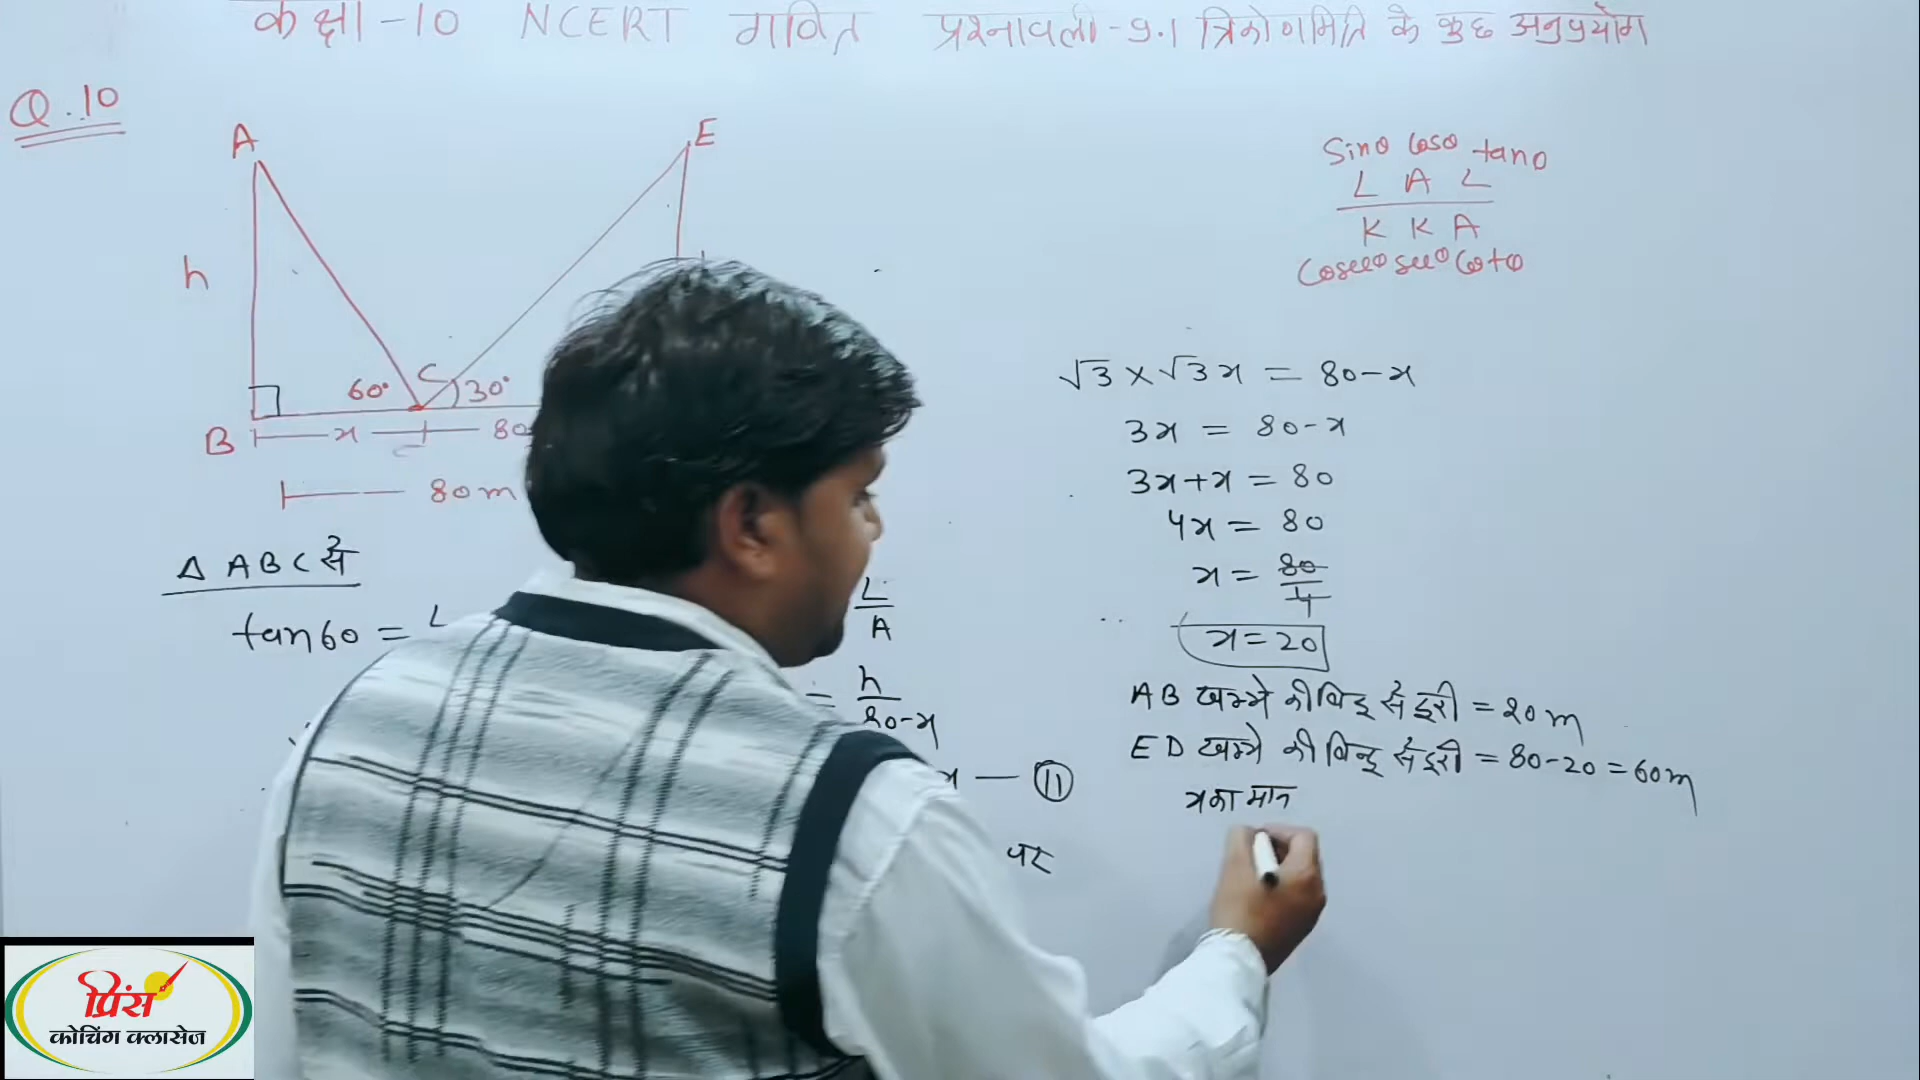 कक्षा-10 NCERT गणित प्रश्नावली-9.1 त्रिकोणमिति के कुछ अनुप्रयोग
Q.10
A
E
h
60°
C
30°
B
x
80
80m
Δ ABC से
tan60 = L
L
A
= h
80-x
x — 11
पर
Sinθ Cosθ tanθ
L A L
K K A
Cosecθ secθ Cotθ
√3 × √3x = 80-x
3x = 80-x
3x+x = 80
4x = 80
x = 80
4
x = 20
AB खम्भे की बिन्दु से दूरी = 20m
ED खम्भे की बिन्दु से दूरी = 80-20 = 60m
x का मान
प्रिंस
कोचिंग क्लासेज